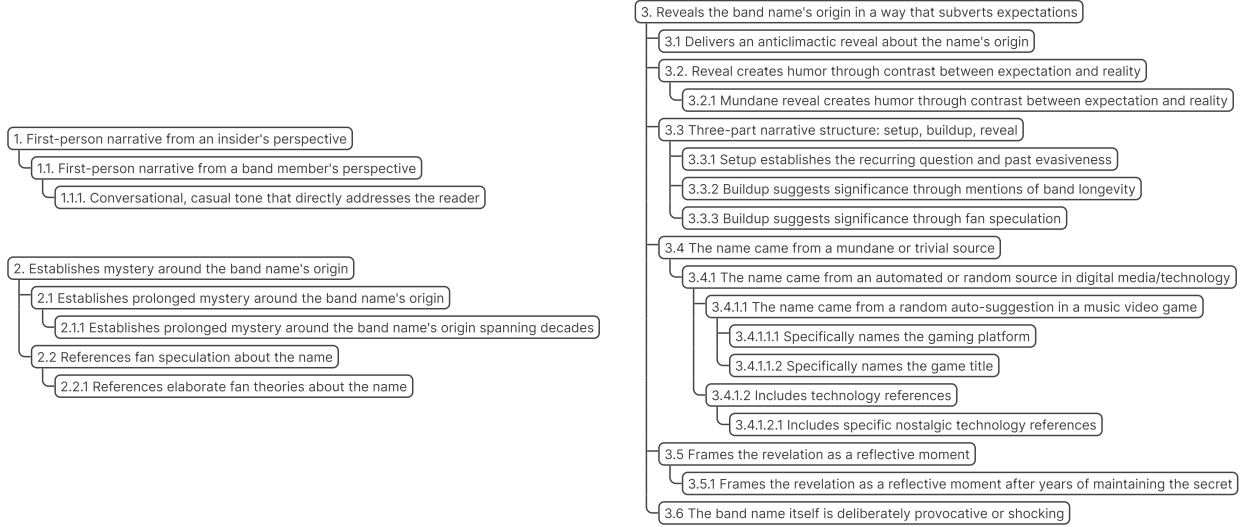 1. First-person narrative from an insider's perspective
1.1. First-person narrative from a band member's perspective
1.1.1. Conversational, casual tone that directly addresses the reader
2. Establishes mystery around the band name's origin
2.1 Establishes prolonged mystery around the band name's origin
2.1.1 Establishes prolonged mystery around the band name's origin spanning decades
2.2 References fan speculation about the name
2.2.1 References elaborate fan theories about the name
3. Reveals the band name's origin in a way that subverts expectations
3.1 Delivers an anticlimactic reveal about the name's origin
3.2. Reveal creates humor through contrast between expectation and reality
3.2.1 Mundane reveal creates humor through contrast between expectation and reality
3.3 Three-part narrative structure: setup, buildup, reveal
3.3.1 Setup establishes the recurring question and past evasiveness
3.3.2 Buildup suggests significance through mentions of band longevity
3.3.3 Buildup suggests significance through fan speculation
3.4 The name came from a mundane or trivial source
3.4.1 The name came from an automated or random source in digital media/technology
3.4.1.1 The name came from a random auto-suggestion in a music video game
3.4.1.1.1 Specifically names the gaming platform
3.4.1.1.2 Specifically names the game title
3.4.1.2 Includes technology references
3.4.1.2.1 Includes specific nostalgic technology references
3.5 Frames the revelation as a reflective moment
3.5.1 Frames the revelation as a reflective moment after years of maintaining the secret
3.6 The band name itself is deliberately provocative or shocking